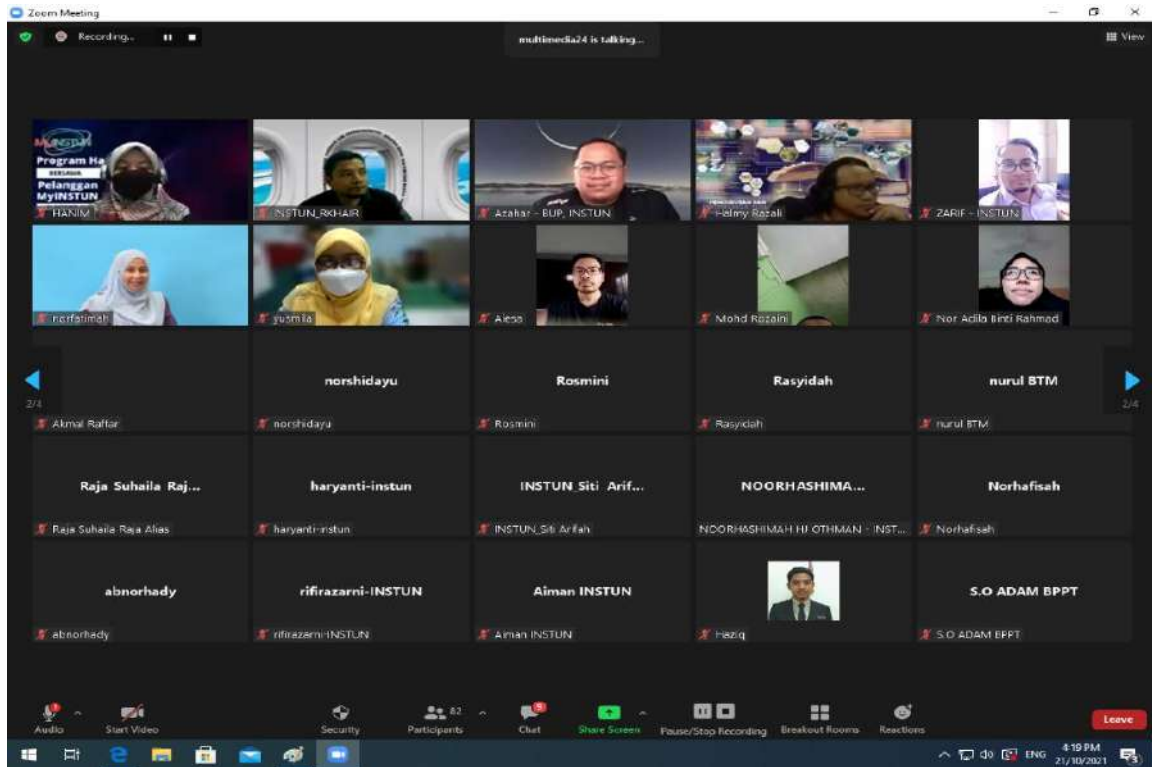 Zoom Meeting
Recording...
multimedia24 is talking...
View
MyINSTUN
Program Ha
BERSAMA
Pelanggan
MyINSTUN
HANIM
INSTUN_RKHAIR
Azahar - BUP, INSTUN
Helmy Razali
ZARIF - INSTUN
norfatimah
yusmila
Alesa
Mohd Rozaini
Nor Adila Binti Rahmad
2/4
2/4
Akmal Raffar
norshidayu
norshidayu
Rosmini
Rosmini
Rasyidah
Rasyidah
nurul BTM
nurul BTM
Raja Suhaila Raj...
Raja Suhaila Raja Alias
haryanti-instun
haryanti-instun
INSTUN_Siti Arif...
INSTUN_Siti Arifah
NOORHASHIMA...
NOORHASHIMAH HJ OTHMAN - INST...
Norhafisah
Norhafisah
abnorhady
abnorhady
rifirazarni-INSTUN
rifirazarni-INSTUN
Aiman INSTUN
Aiman INSTUN
Haziq
S.O ADAM BPPT
S.O ADAM BPPT
Audio
Start Video
Security
82
Participants
9
Chat
Share Screen
Pause/Stop Recording
Breakout Rooms
Reactions
Leave
ENG
4:19 PM
21/10/2021